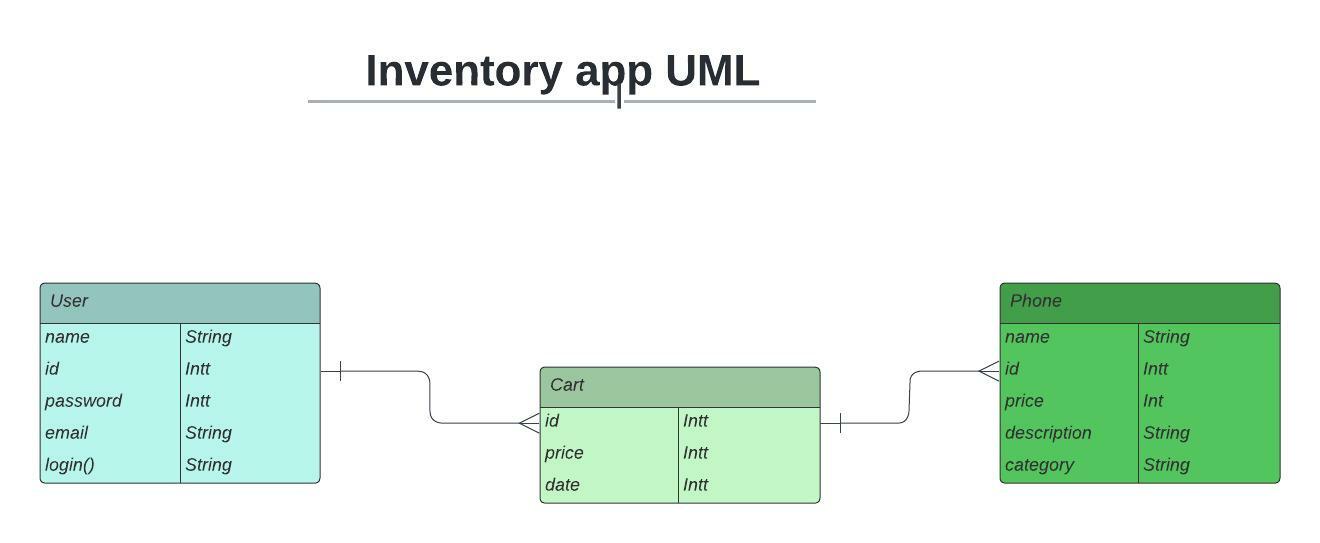 Inventory app UML
User
name String
id Intt
password Intt
email String
login() String
Cart
id Intt
price Intt
date Intt
Phone
name String
id Intt
price Int
description String
category String